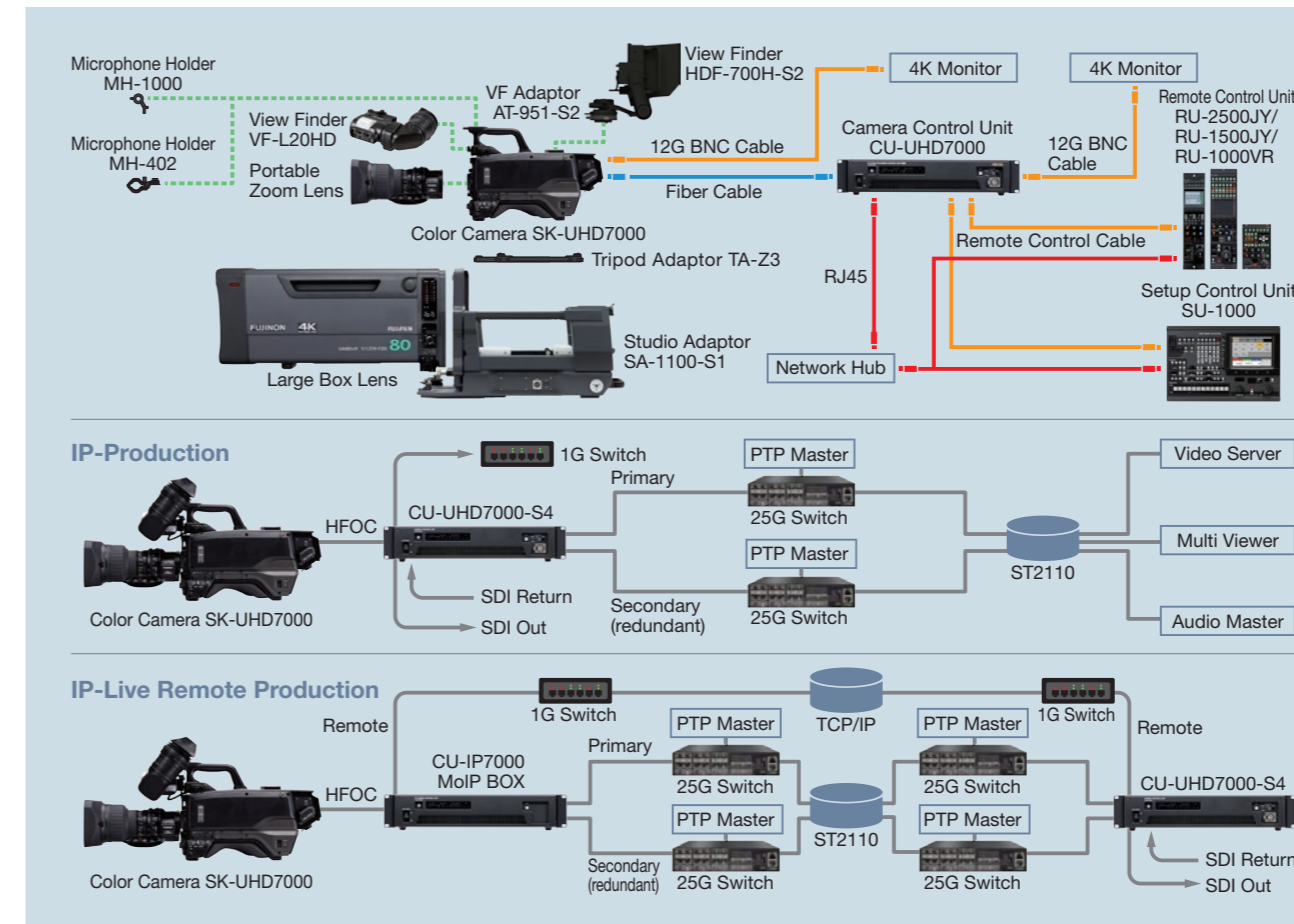 Microphone Holder
MH-1000
Microphone Holder
MH-402
View Finder
VF-L20HD
Portable
Zoom Lens
VF Adaptor
AT-951-S2
View Finder
HDF-700H-S2
4K Monitor
4K Monitor
12G BNC Cable
Fiber Cable
Camera Control Unit
CU-UHD7000
12G BNC
Cable
Remote Control Unit
RU-2500JY/
RU-1500JY/
RU-1000VR
Color Camera SK-UHD7000
Tripod Adaptor TA-Z3
Remote Control Cable
RJ45
Setup Control Unit
SU-1000
FUJINON
4K
FUJIFILM
80
Large Box Lens
Studio Adaptor
SA-1100-S1
Network Hub
IP-Production
1G Switch
HFOC
CU-UHD7000-S4
Primary
PTP Master
25G Switch
PTP Master
25G Switch
Secondary
(redundant)
SDI Return
SDI Out
Color Camera SK-UHD7000
ST2110
Video Server
Multi Viewer
Audio Master
IP-Live Remote Production
Remote
1G Switch
TCP/IP
1G Switch
Remote
HFOC
CU-IP7000
MoIP BOX
Primary
PTP Master
25G Switch
PTP Master
25G Switch
Secondary
(redundant)
ST2110
PTP Master
25G Switch
PTP Master
25G Switch
CU-UHD7000-S4
SDI Return
SDI Out
Color Camera SK-UHD7000